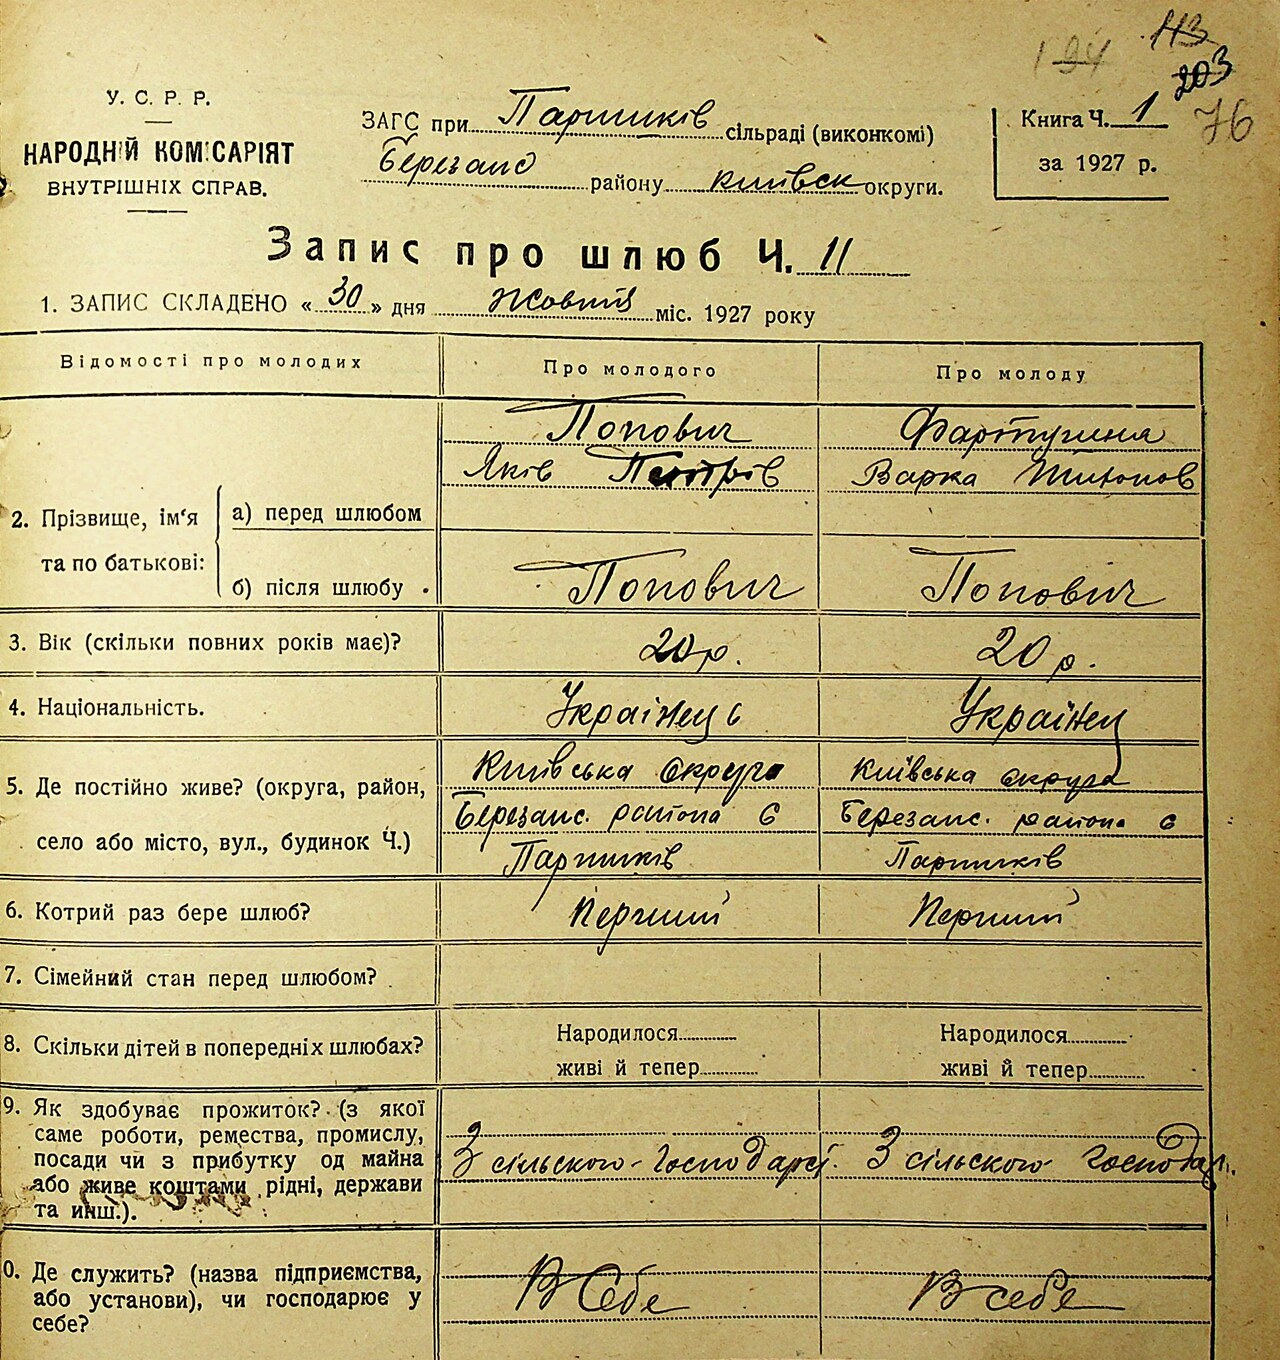 194 113
203
76
У. С. Р. Р.
НАРОДНІЙ КОМІСАРІЯТ
ВНУТРІШНІХ СПРАВ.
ЗАГС при Паришків сільраді (виконкомі)
Березанс району київськ округи.
Книга Ч. 1
за 1927 р.
Запис про шлюб Ч. 11
1. ЗАПИС СКЛАДЕНО «30» дня Жовтня міс. 1927 року
Відомості про молодих Про молодого Про молоду
2. Прізвище, ім'я та по батькові:
а) перед шлюбом
Попович
Яків Петрів
Фартушня
Варка
б) після шлюбу .
Попович Попович
3. Вік (скільки повних років має)? 20 р. 20 р.
4. Національність. Українець Українец
5. Де постійно живе? (округа, район,
село або місто, вул., будинок Ч.)
Київська округа
Березанс. района с
Паришків
Київська округа
Березанс. района с
Паришків
6. Котрий раз бере шлюб? Перший Перший
7. Сімейний стан перед шлюбом?
8. Скільки дітей в попередніх шлюбах?
Народилося
живі й тепер
Народилося
живі й тепер
9. Як здобуває прожиток? (з якої
саме роботи, ремества, промислу,
посади чи з прибутку од майна
або живе коштами рідні, держави
та инш.).
З сільского господарст. З сільского господар.
0. Де служить? (назва підприємства,
або установи), чи господарює у
себе?
В Себе В себе